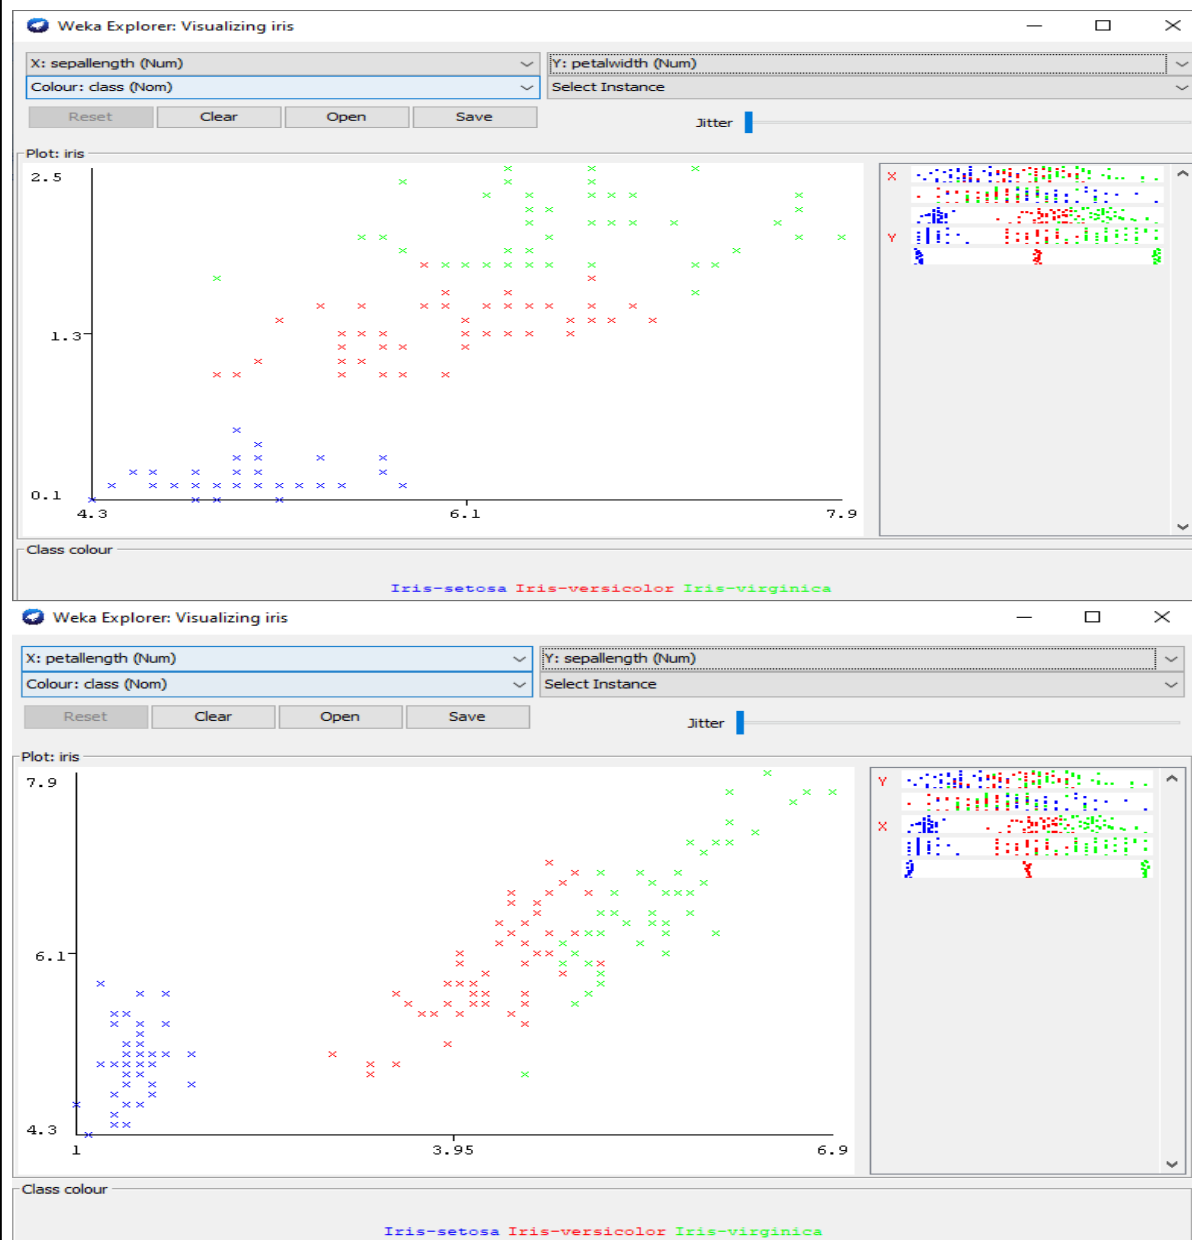 Weka Explorer: Visualizing iris
X: sepallength (Num) Y: petalwidth (Num)
Colour: class (Nom) Select Instance
Reset Clear Open Save Jitter
Plot: iris
2.5
X
Y
1.3
0.1
4.3 6.1 7.9
Class colour
Iris-setosa Iris-versicolor Iris-virginica
Weka Explorer: Visualizing iris
X: petallength (Num) Y: sepallength (Num)
Colour: class (Nom) Select Instance
Reset Clear Open Save Jitter
Plot: iris
7.9
Y
X
6.1
4.3
1 3.95 6.9
Class colour
Iris-setosa Iris-versicolor Iris-virginica